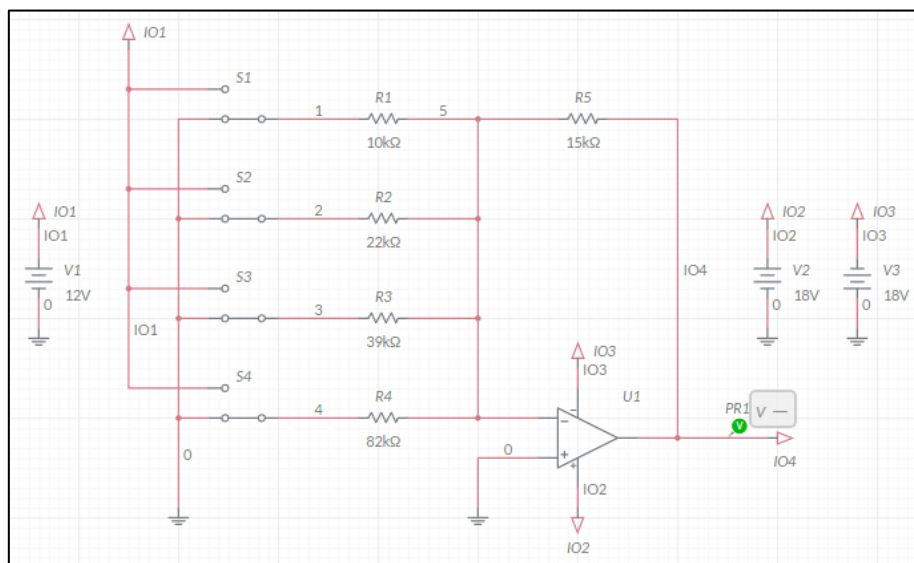 IO1
S1
1
R1
10kΩ
5
R5
15kΩ
S2
2
R2
22kΩ
IO1
IO1
V1
12V
0
IO2
IO2
V2
18V
0
IO3
IO3
V3
18V
0
S3
IO1
3
R3
39kΩ
IO4
S4
4
R4
82kΩ
0
IO3
IO3
U1
0
IO2
IO2
PR1
V
V —
IO4